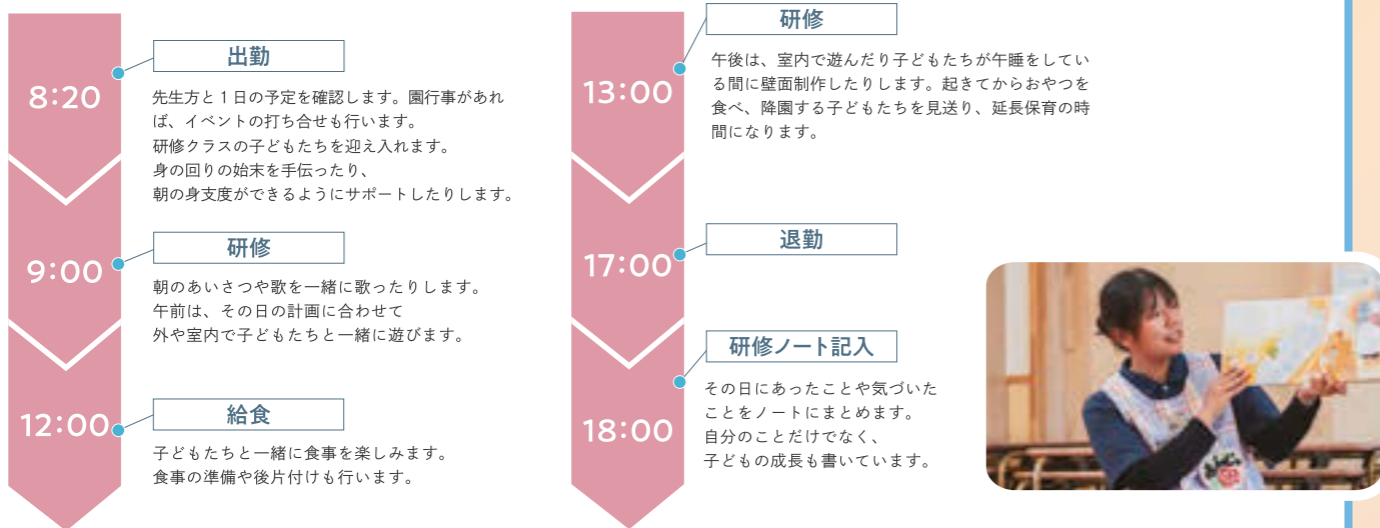 8:20
出勤
先生方と1日の予定を確認します。園行事があれ
ば、イベントの打ち合せも行います。
研修クラスの子どもたちを迎え入れます。
身の回りの始末を手伝ったり、
朝の身支度ができるようにサポートしたりします。
9:00
研修
朝のあいさつや歌を一緒に歌ったりします。
午前は、その日の計画に合わせて
外や室内で子どもたちと一緒に遊びます。
12:00
給食
子どもたちと一緒に食事を楽しみます。
食事の準備や後片付けも行います。
13:00
研修
午後は、室内で遊んだり子どもたちが午睡をしてい
る間に壁面制作したりします。起きてからおやつを
食べ、降園する子どもたちを見送り、延長保育の時
間になります。
17:00
退勤
18:00
研修ノート記入
その日にあったことや気づいた
ことをノートにまとめます。
自分のことだけでなく、
子どもの成長も書いています。